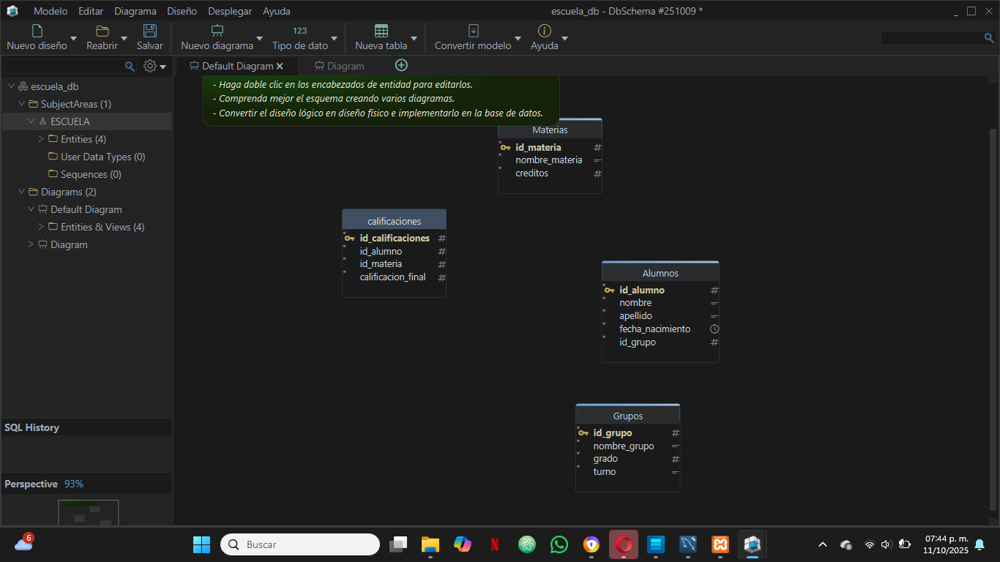 Modelo Editar Diagrama Diseño Desplegar Ayuda
escuela_db - DbSchema #251009 *
Nuevo diseño Reabrir Salvar Nuevo diagrama 123 Tipo de dato Nueva tabla Convertir modelo Ayuda
Default Diagram Diagram
escuela_db
SubjectAreas (1)
ESCUELA
Entities (4)
User Data Types (0)
Sequences (0)
Diagrams (2)
Default Diagram
Entities & Views (4)
Diagram
SQL History
Perspective 93%
- Haga doble clic en los encabezados de entidad para editarlos.
- Comprenda mejor el esquema creando varios diagramas.
- Convertir el diseño lógico en diseño físico e implementarlo en la base de datos.
Materias
* id_materia #
* nombre_materia
* creditos #
calificaciones
* id_calificaciones #
* id_alumno #
* id_materia #
* calificacion_final #
Alumnos
* id_alumno #
* nombre
* apellido
* fecha_nacimiento
* id_grupo #
Grupos
* id_grupo #
* nombre_grupo
* grado #
* turno
6
Buscar
07:44 p. m.
11/10/2025